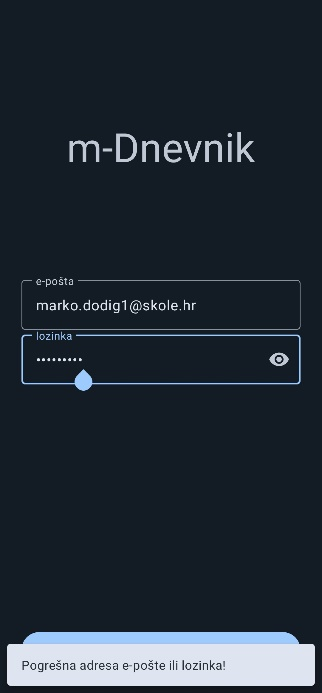 m-Dnevnik
e-pošta
marko.dodig1@skole.hr
lozinka
•••••••••
Pogrešna adresa e-pošte ili lozinka!